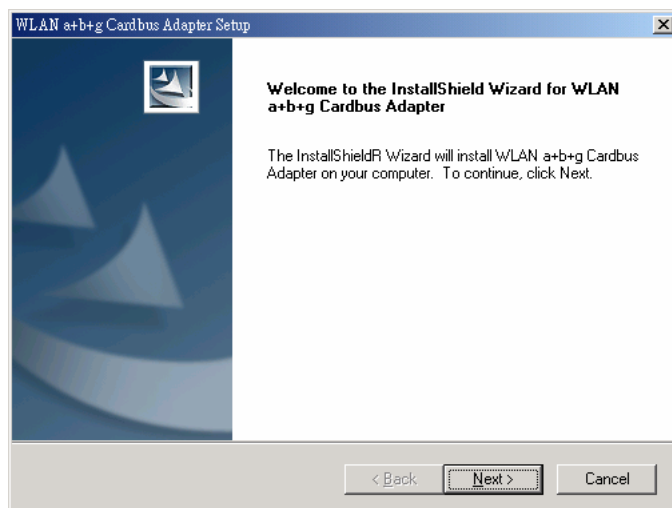 WLAN a+b+g Cardbus Adapter Setup
Welcome to the InstallShield Wizard for WLAN
a+b+g Cardbus Adapter
The InstallShieldR Wizard will install WLAN a+b+g Cardbus
Adapter on your computer. To continue, click Next.
< Back
Next >
Cancel